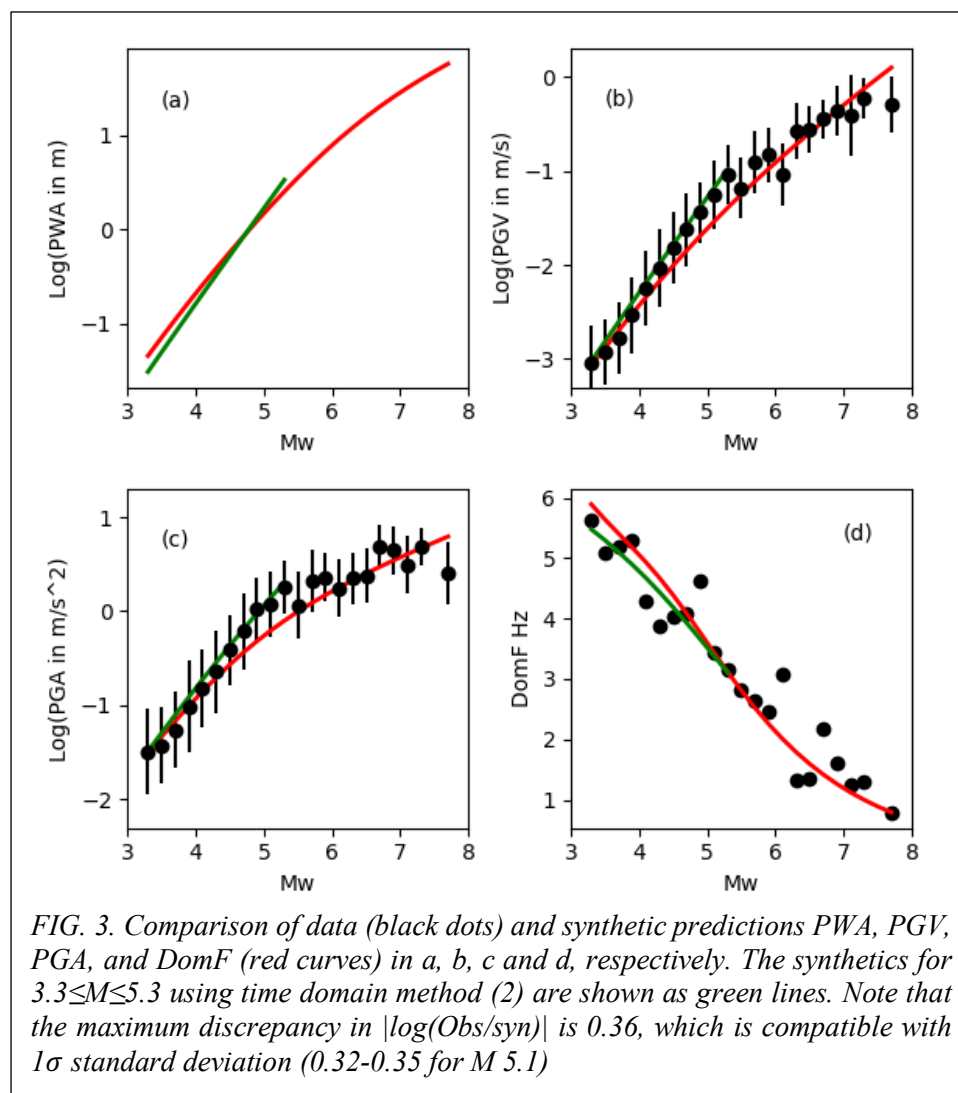 (a)
Log(PWA in m)
1
0
−1
3 4 5 6 7 8
Mw
(b)
Log(PGV in m/s)
0
−1
−2
−3
3 4 5 6 7 8
Mw
(c)
Log(PGA in m/s^2)
1
0
−1
−2
3 4 5 6 7 8
Mw
(d)
DomF Hz
6
5
4
3
2
1
3 4 5 6 7 8
Mw
FIG. 3. Comparison of data (black dots) and synthetic predictions PWA, PGV,
PGA, and DomF (red curves) in a, b, c and d, respectively. The synthetics for
3.3≤M≤5.3 using time domain method (2) are shown as green lines. Note that
the maximum discrepancy in |log(Obs/syn)| is 0.36, which is compatible with
1σ standard deviation (0.32-0.35 for M 5.1)